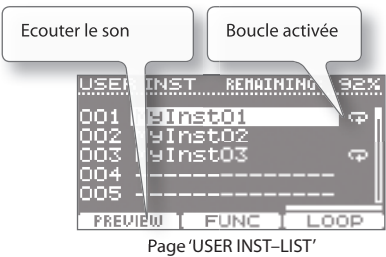 Ecouter le son
Boucle activée
USER INST REMAINING 92%
001 MyInst01
002 MyInst02
003 MyInst03
004 --------------
005 --------------
PREVIEW FUNC LOOP
Page 'USER INST–LIST'